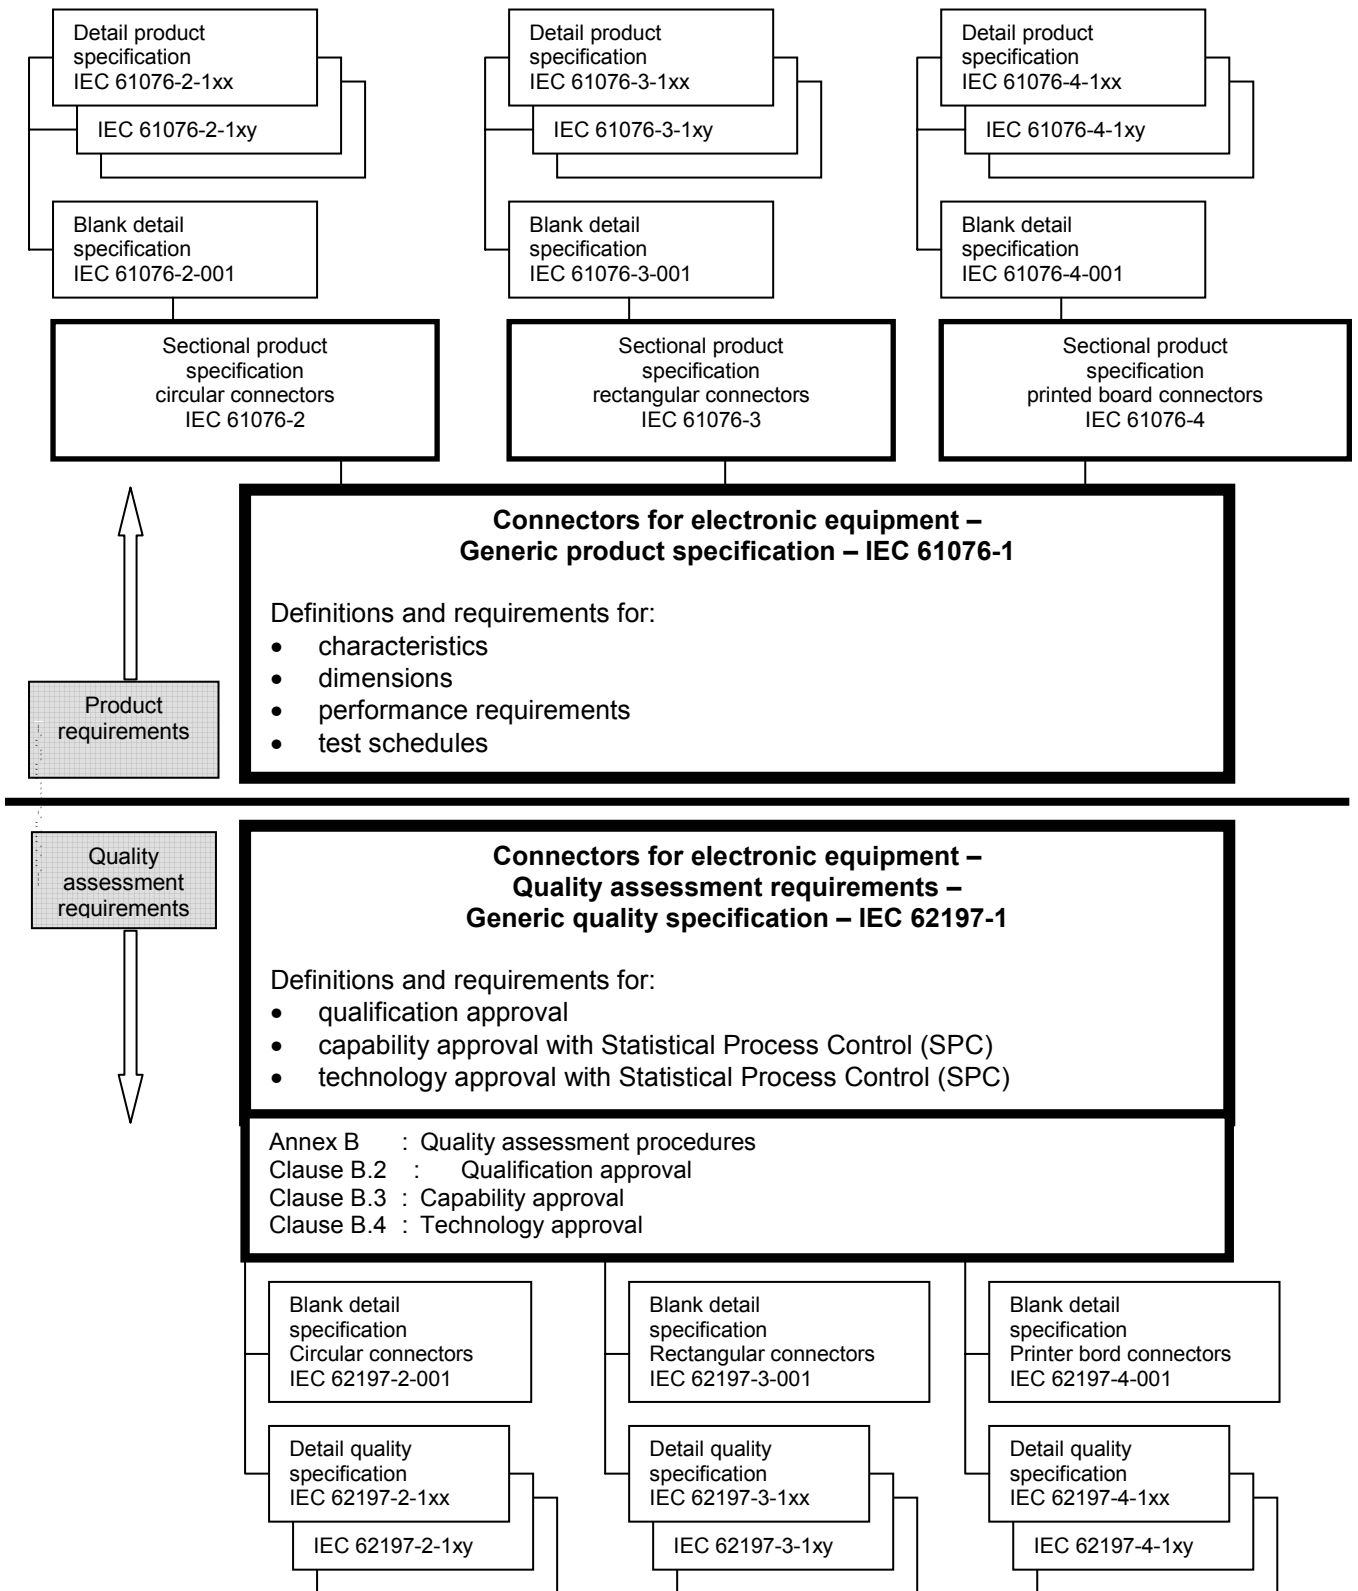 Detail product
specification
IEC 61076-2-1xx
IEC 61076-2-1xy
Detail product
specification
IEC 61076-3-1xx
IEC 61076-3-1xy
Detail product
specification
IEC 61076-4-1xx
IEC 61076-4-1xy
Blank detail
specification
IEC 61076-2-001
Blank detail
specification
IEC 61076-3-001
Blank detail
specification
IEC 61076-4-001
Sectional product
specification
circular connectors
IEC 61076-2
Sectional product
specification
rectangular connectors
IEC 61076-3
Sectional product
specification
printed board connectors
IEC 61076-4
Connectors for electronic equipment –
Generic product specification – IEC 61076-1
Definitions and requirements for:
• characteristics
• dimensions
• performance requirements
• test schedules
Product
requirements
Quality
assessment
requirements
Connectors for electronic equipment –
Quality assessment requirements –
Generic quality specification – IEC 62197-1
Definitions and requirements for:
• qualification approval
• capability approval with Statistical Process Control (SPC)
• technology approval with Statistical Process Control (SPC)
Annex B : Quality assessment procedures
Clause B.2 : Qualification approval
Clause B.3 : Capability approval
Clause B.4 : Technology approval
Blank detail
specification
Circular connectors
IEC 62197-2-001
Blank detail
specification
Rectangular connectors
IEC 62197-3-001
Blank detail
specification
Printer bord connectors
IEC 62197-4-001
Detail quality
specification
IEC 62197-2-1xx
IEC 62197-2-1xy
Detail quality
specification
IEC 62197-3-1xx
IEC 62197-3-1xy
Detail quality
specification
IEC 62197-4-1xx
IEC 62197-4-1xy